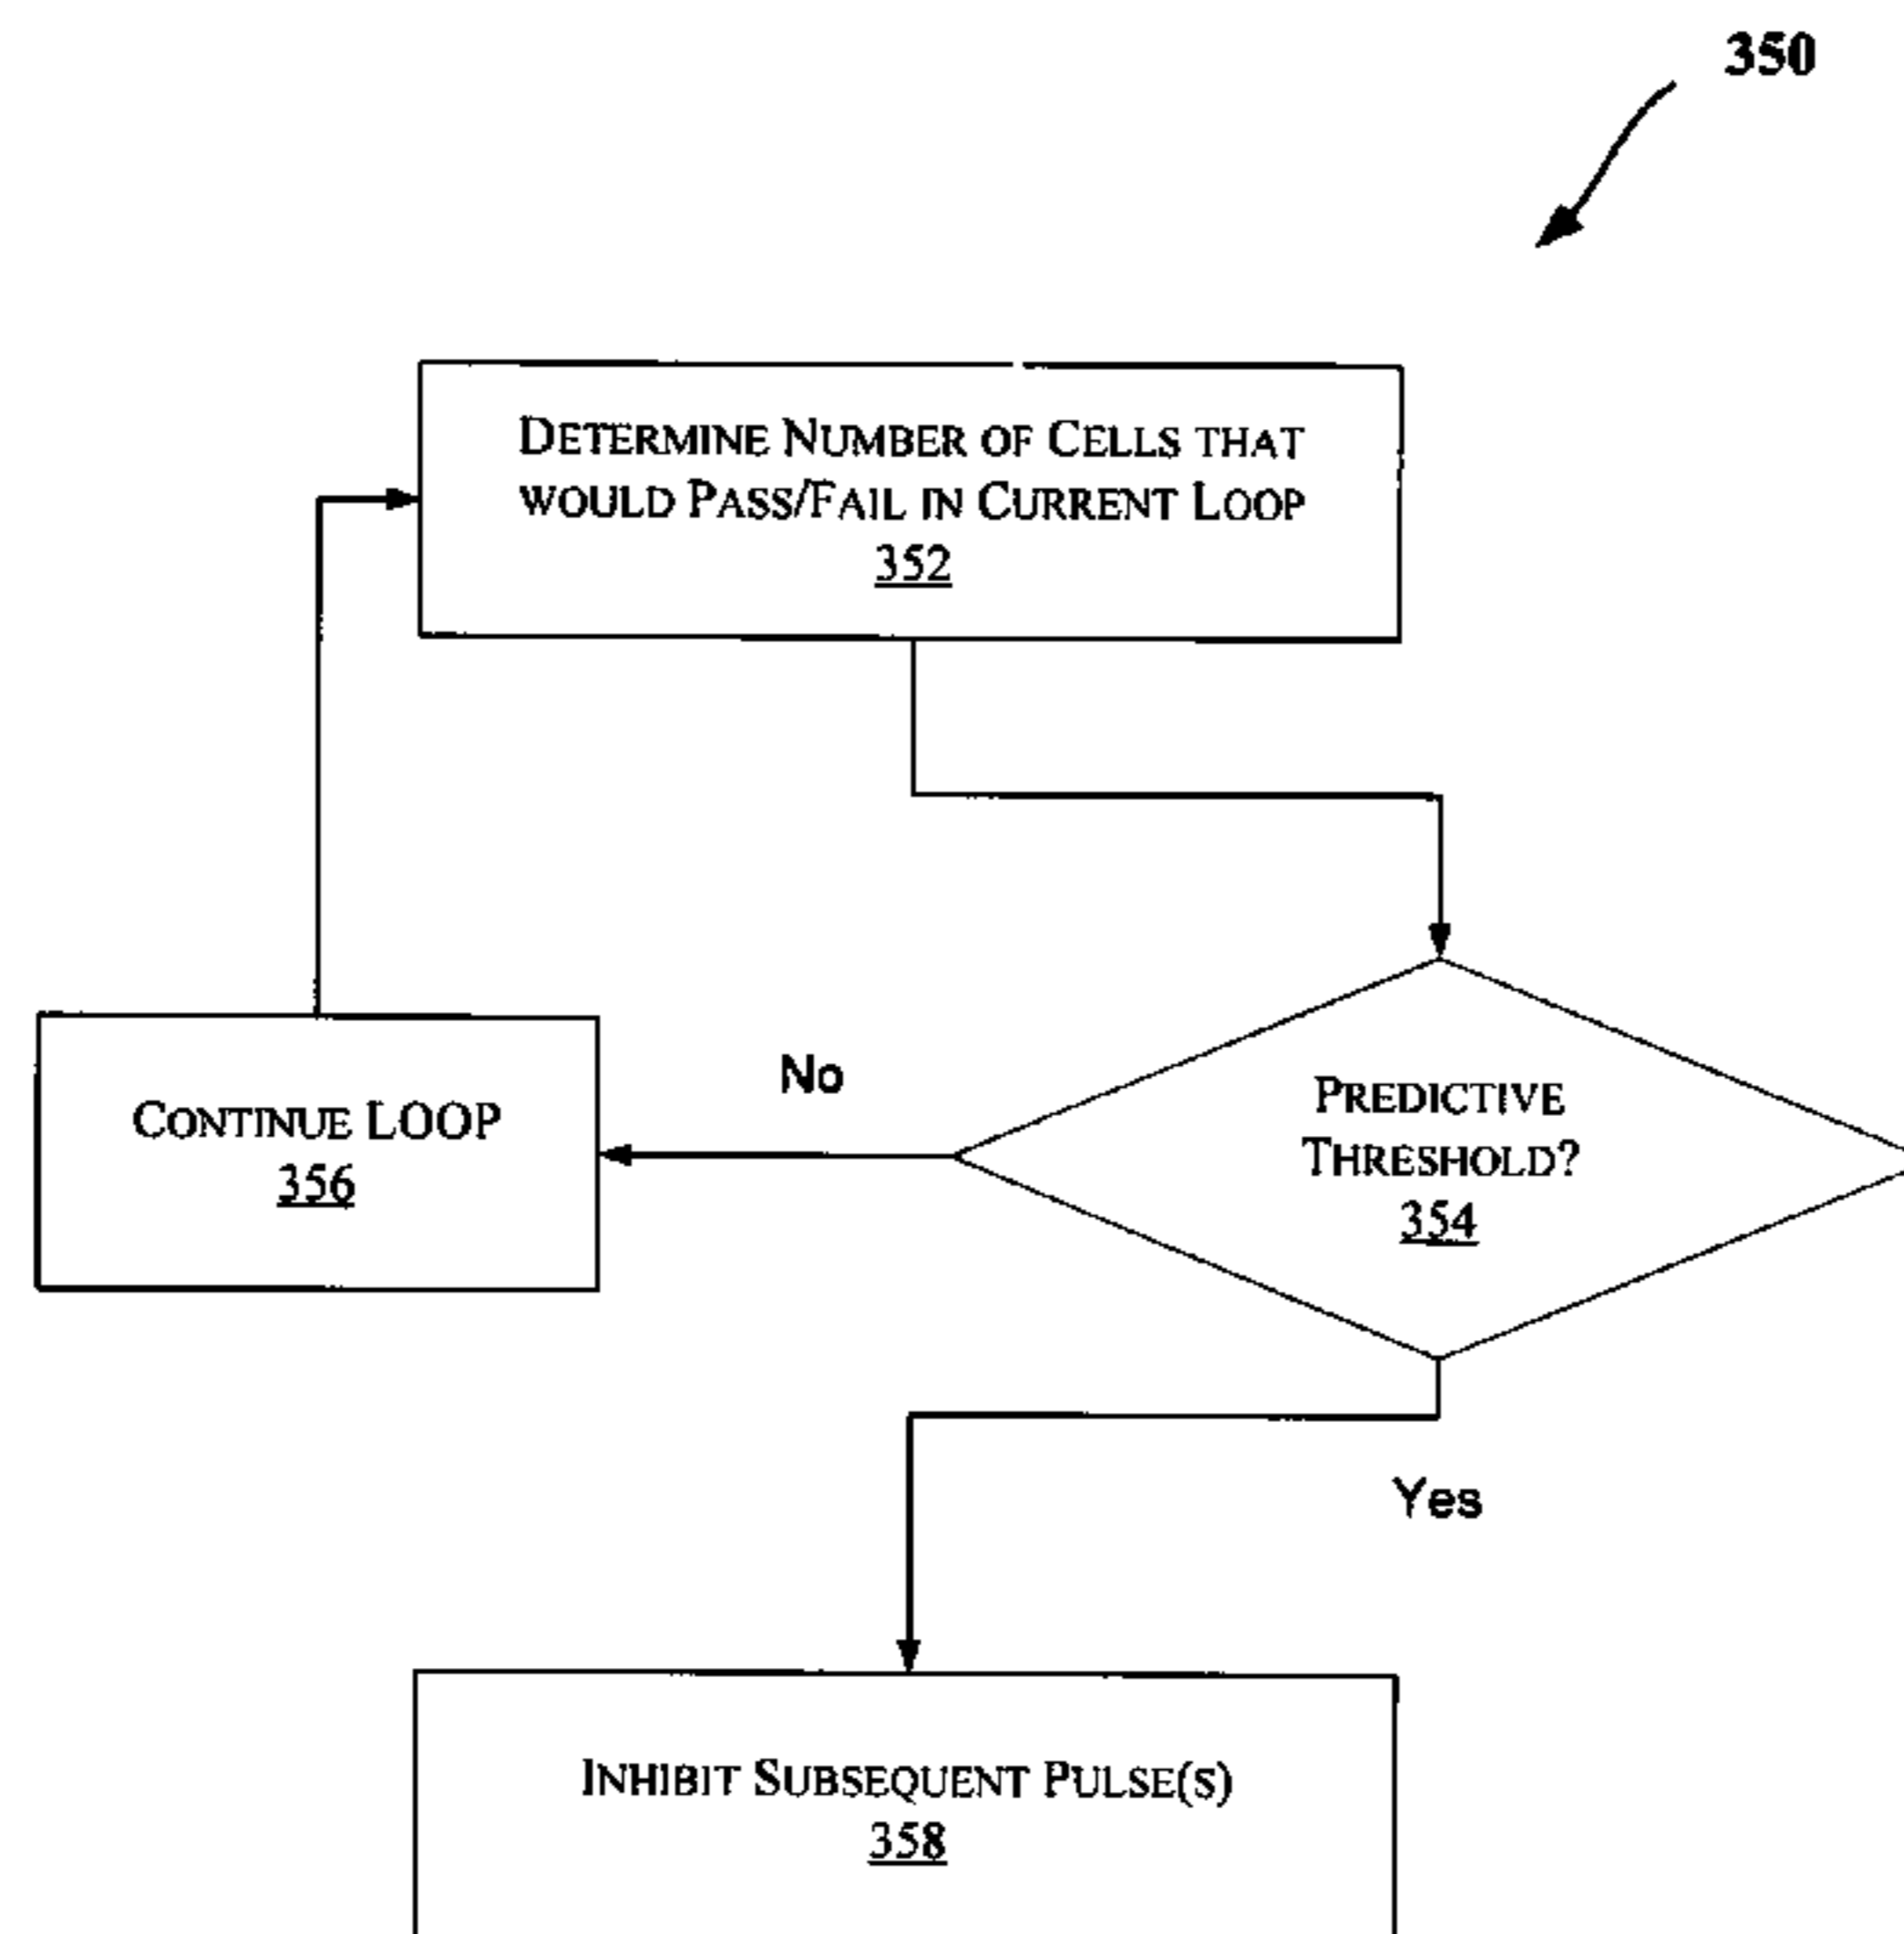 350
DETERMINE NUMBER OF CELLS THAT
WOULD PASS/FAIL IN CURRENT LOOP
352
No
PREDICTIVE
THRESHOLD?
354
CONTINUE LOOP
356
Yes
INHIBIT SUBSEQUENT PULSE(S)
358